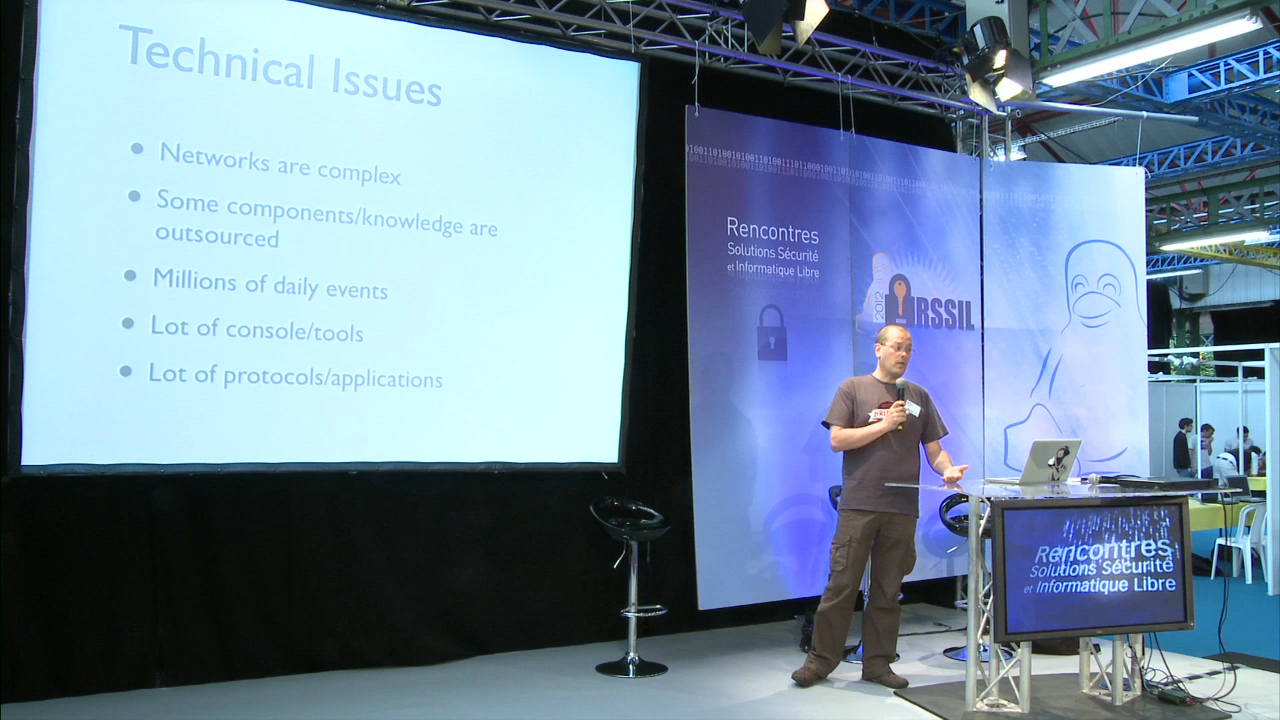 Technical Issues
Networks are complex
Some components/knowledge are
outsourced
Millions of daily events
Lot of console/tools
Lot of protocols/applications
Rencontres
Solutions Sécurité
et Informatique Libre
2012
RSSIL
Rencontres
Solutions Sécurité
et Informatique Libre